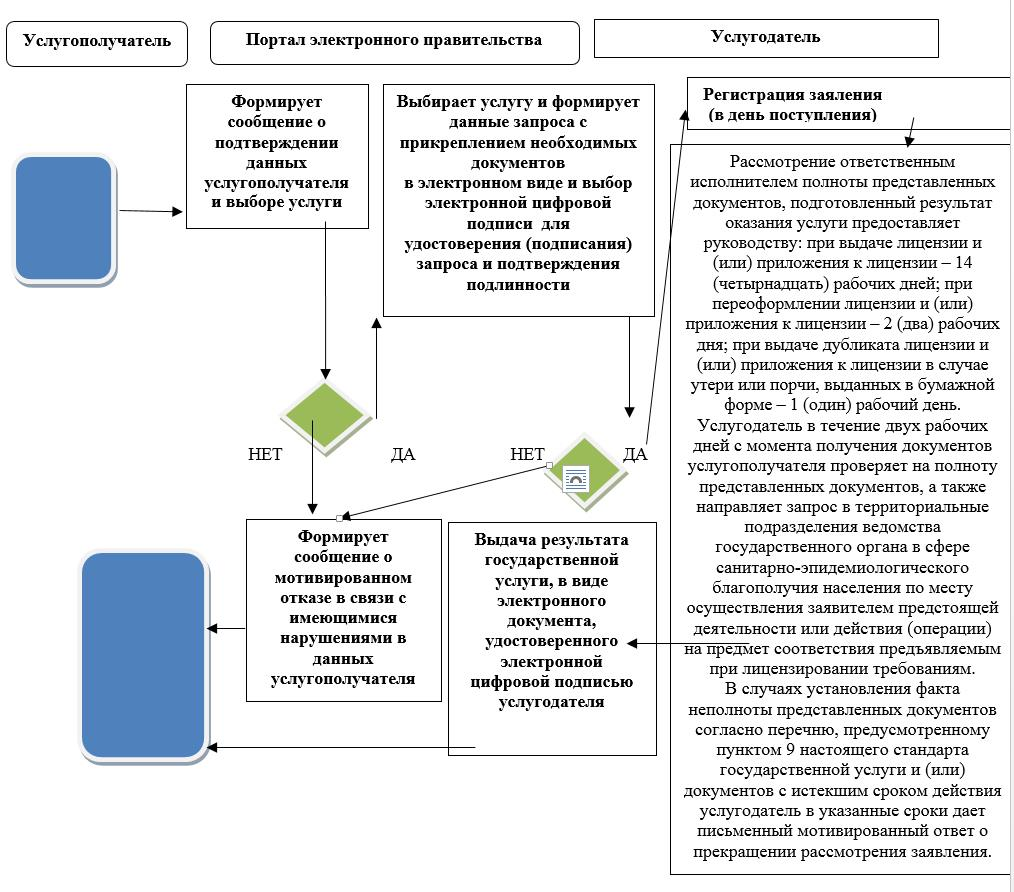 Услугополучатель
Портал электронного правительства
Услугодатель
Формирует
сообщение о
подтверждении
данных
услугополучателя
и выборе услуги
Выбирает услугу и формирует
данные запроса с
прикреплением необходимых
документов
в электронном виде и выбор
электронной цифровой
подписи для
удостоверения (подписания)
запроса и подтверждения
подлинности
Регистрация заяления
(в день поступления)
Рассмотрение ответственным
исполнителем полноты представленных
документов, подготовленный результат
оказания услуги предоставляет
руководству: при выдаче лицензии и
(или) приложения к лицензии – 14
(четырнадцать) рабочих дней; при
переоформлении лицензии и (или)
приложения к лицензии – 2 (два) рабочих
дня; при выдаче дубликата лицензии и
(или) приложения к лицензии в случае
утери или порчи, выданных в бумажной
форме – 1 (один) рабочий день.
Услугодатель в течение двух рабочих
дней с момента получения документов
услугополучателя проверяет на полноту
представленных документов, а также
направляет запрос в территориальные
подразделения ведомства
государственного органа в сфере
санитарно-эпидемиологического
благополучия населения по месту
осуществления заявителем предстоящей
деятельности или действия (операции)
на предмет соответствия предъявляемым
при лицензировании требованиям.
В случаях установления факта
неполноты представленных документов
согласно перечню, предусмотренному
пунктом 9 настоящего стандарта
государственной услуги и (или)
документов с истекшим сроком действия
услугодатель в указанные сроки дает
письменный мотивированный ответ о
прекращении рассмотрения заявления.
НЕТ
ДА
НЕТ
ДА
Формирует
сообщение о
мотивированном
отказе в связи с
имеющимися
нарушениями в
данных
услугополучателя
Выдача результата
государственной
услуги, в виде
электронного
документа,
удостоверенного
электронной
цифровой подписью
услугодателя